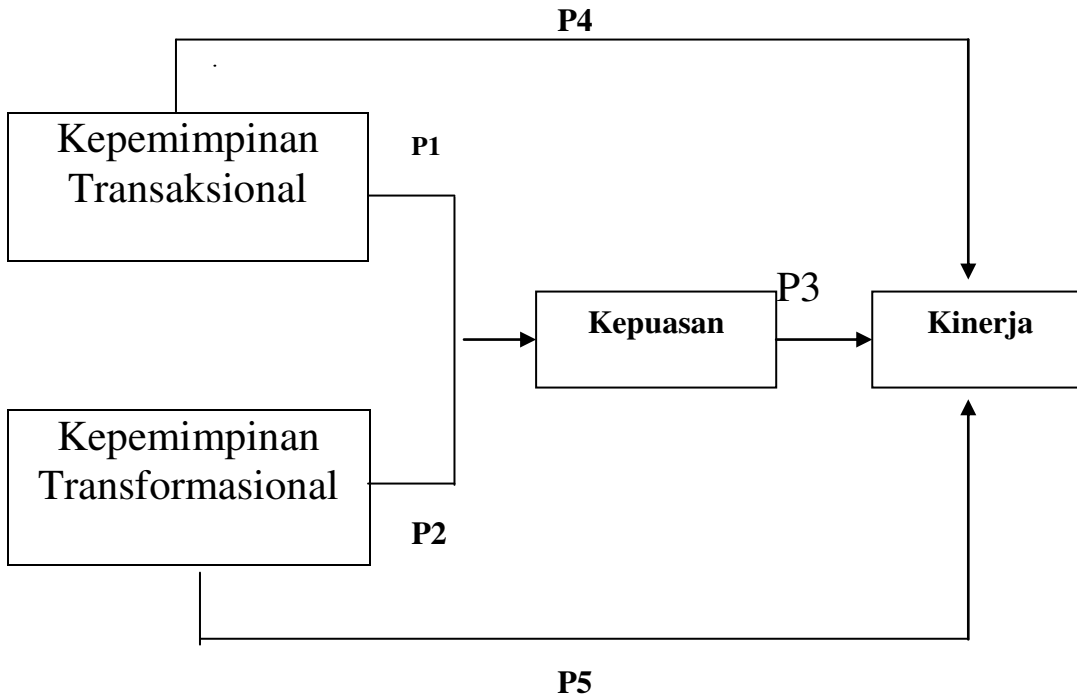 P4
Kepemimpinan
Transaksional
P1
P3
Kepuasan
Kinerja
Kepemimpinan
Transformasional
P2
P5